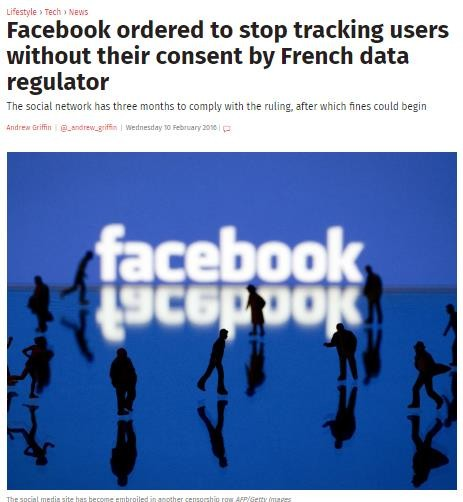 Lifestyle › Tech › News
Facebook ordered to stop tracking users
without their consent by French data
regulator
The social network has three months to comply with the ruling, after which fines could begin
Andrew Griffin | @_andrew_griffin | Wednesday 10 February 2016 |
facebook
The social media site has become embroiled in another censorship row AFP/Getty Images